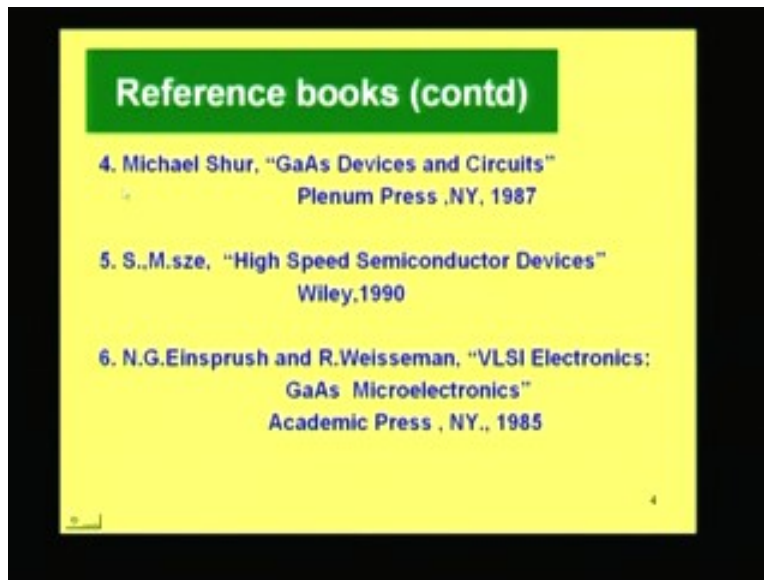 Reference books (contd)
4. Michael Shur, “GaAs Devices and Circuits”
Plenum Press ,NY, 1987
5. S.,M.sze, “High Speed Semiconductor Devices”
Wiley,1990
6. N.G.Einsprush and R.Weisseman, “VLSI Electronics:
GaAs Microelectronics”
Academic Press , NY., 1985
4